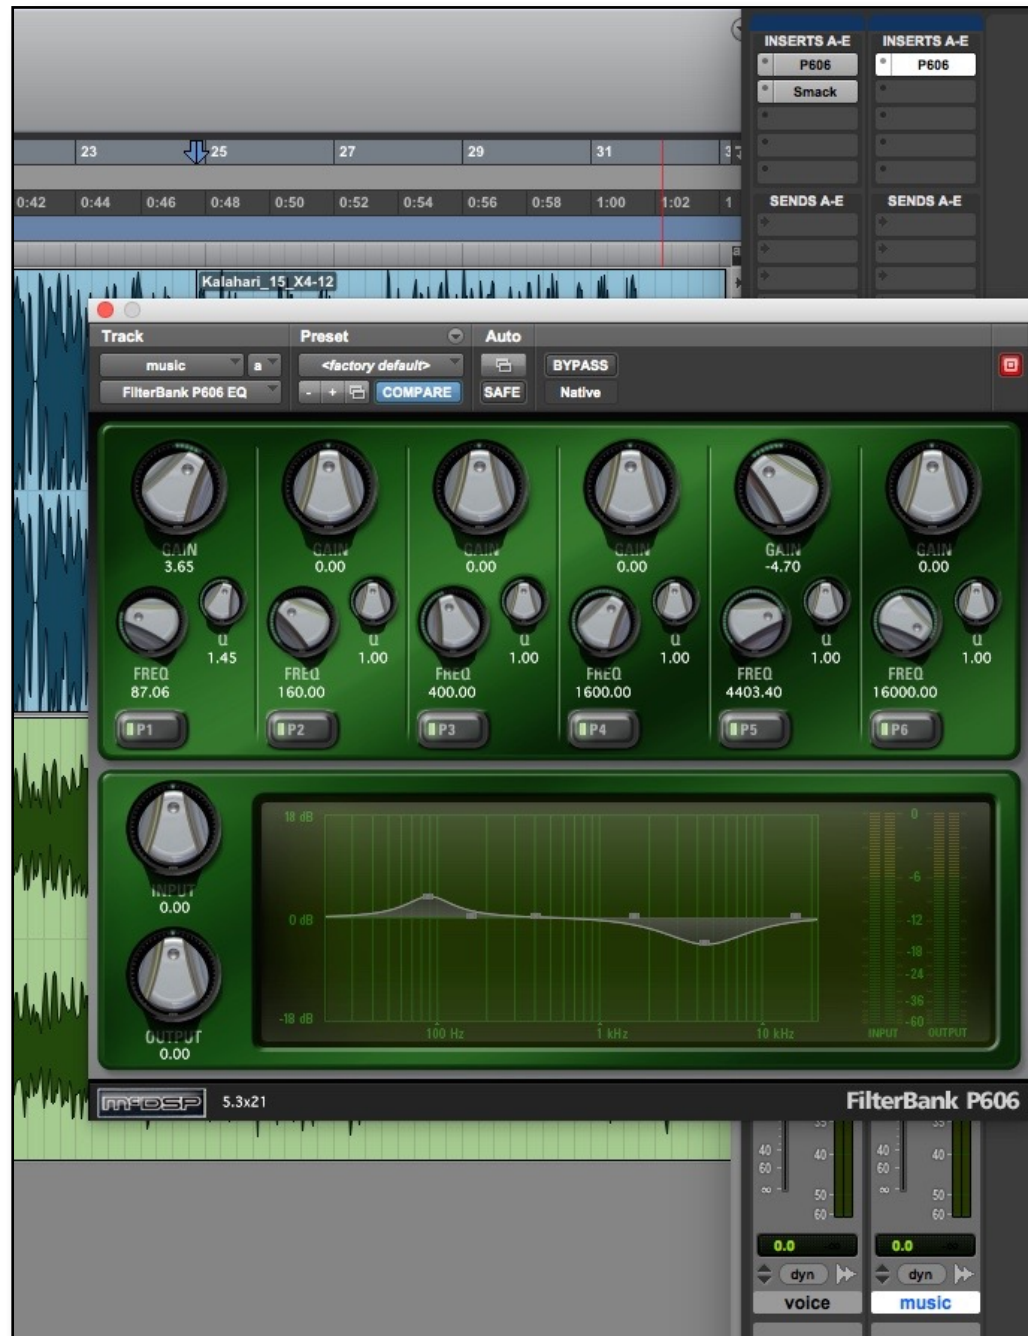 INSERTS A-E INSERTS A-E
P606 P606
Smack
23 25 27 29 31 3
0:42 0:44 0:46 0:48 0:50 0:52 0:54 0:56 0:58 1:00 1:02 1
SENDS A-E SENDS A-E
a
Kalahari_15_X4-12
Track Preset Auto
music a <factory default> BYPASS
FilterBank P606 EQ - + COMPARE SAFE Native
GAIN GAIN GAIN GAIN GAIN GAIN
3.65 0.00 0.00 0.00 -4.70 0.00
Q Q Q Q Q Q
1.45 1.00 1.00 1.00 1.00 1.00
FREQ FREQ FREQ FREQ FREQ FREQ
87.06 160.00 400.00 1600.00 4403.40 16000.00
P1 P2 P3 P4 P5 P6
INPUT
0.00
OUTPUT
0.00
18 dB
0 dB
-18 dB
100 Hz 1 kHz 10 kHz
0
-6
-12
-18
-24
-36
-60
INPUT OUTPUT
McDSP 5.3x21 FilterBank P606
35 35
40 40 40 40
60 60
∞ 50 ∞ 50
60 60
0.0 -∞ 0.0 -∞
dyn dyn
voice music